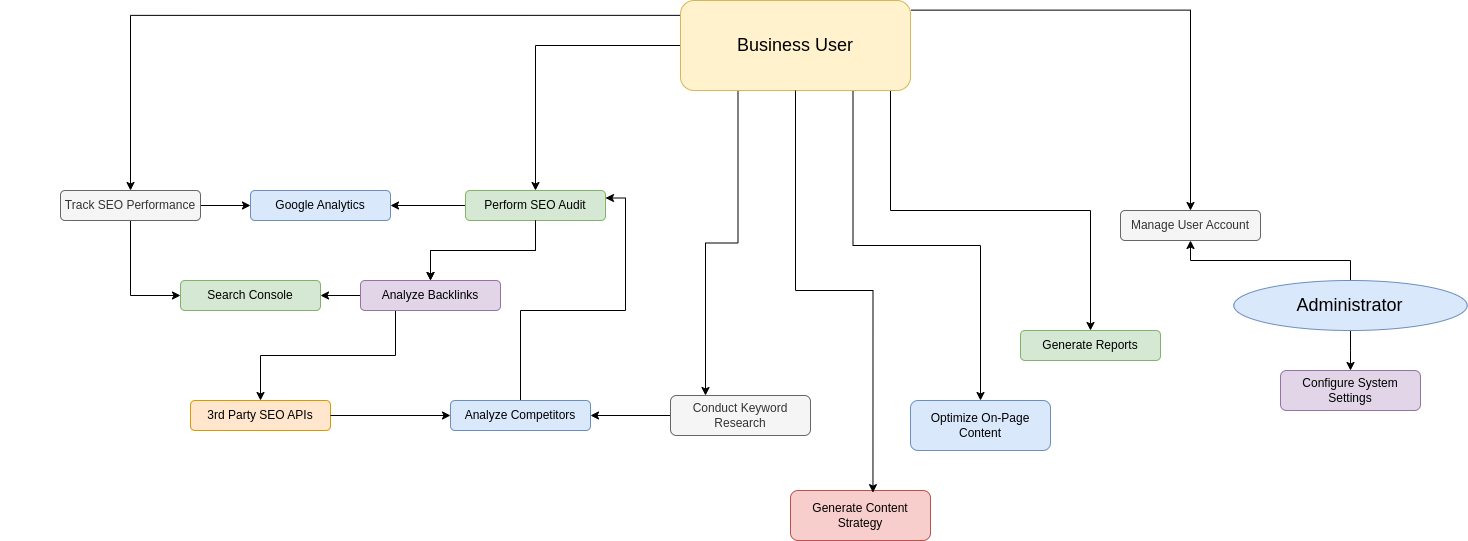 Business User
Track SEO Performance
Google Analytics
Perform SEO Audit
Manage User Account
Search Console
Analyze Backlinks
Administrator
Generate Reports
Configure System
Settings
3rd Party SEO APIs
Analyze Competitors
Conduct Keyword
Research
Optimize On-Page
Content
Generate Content
Strategy